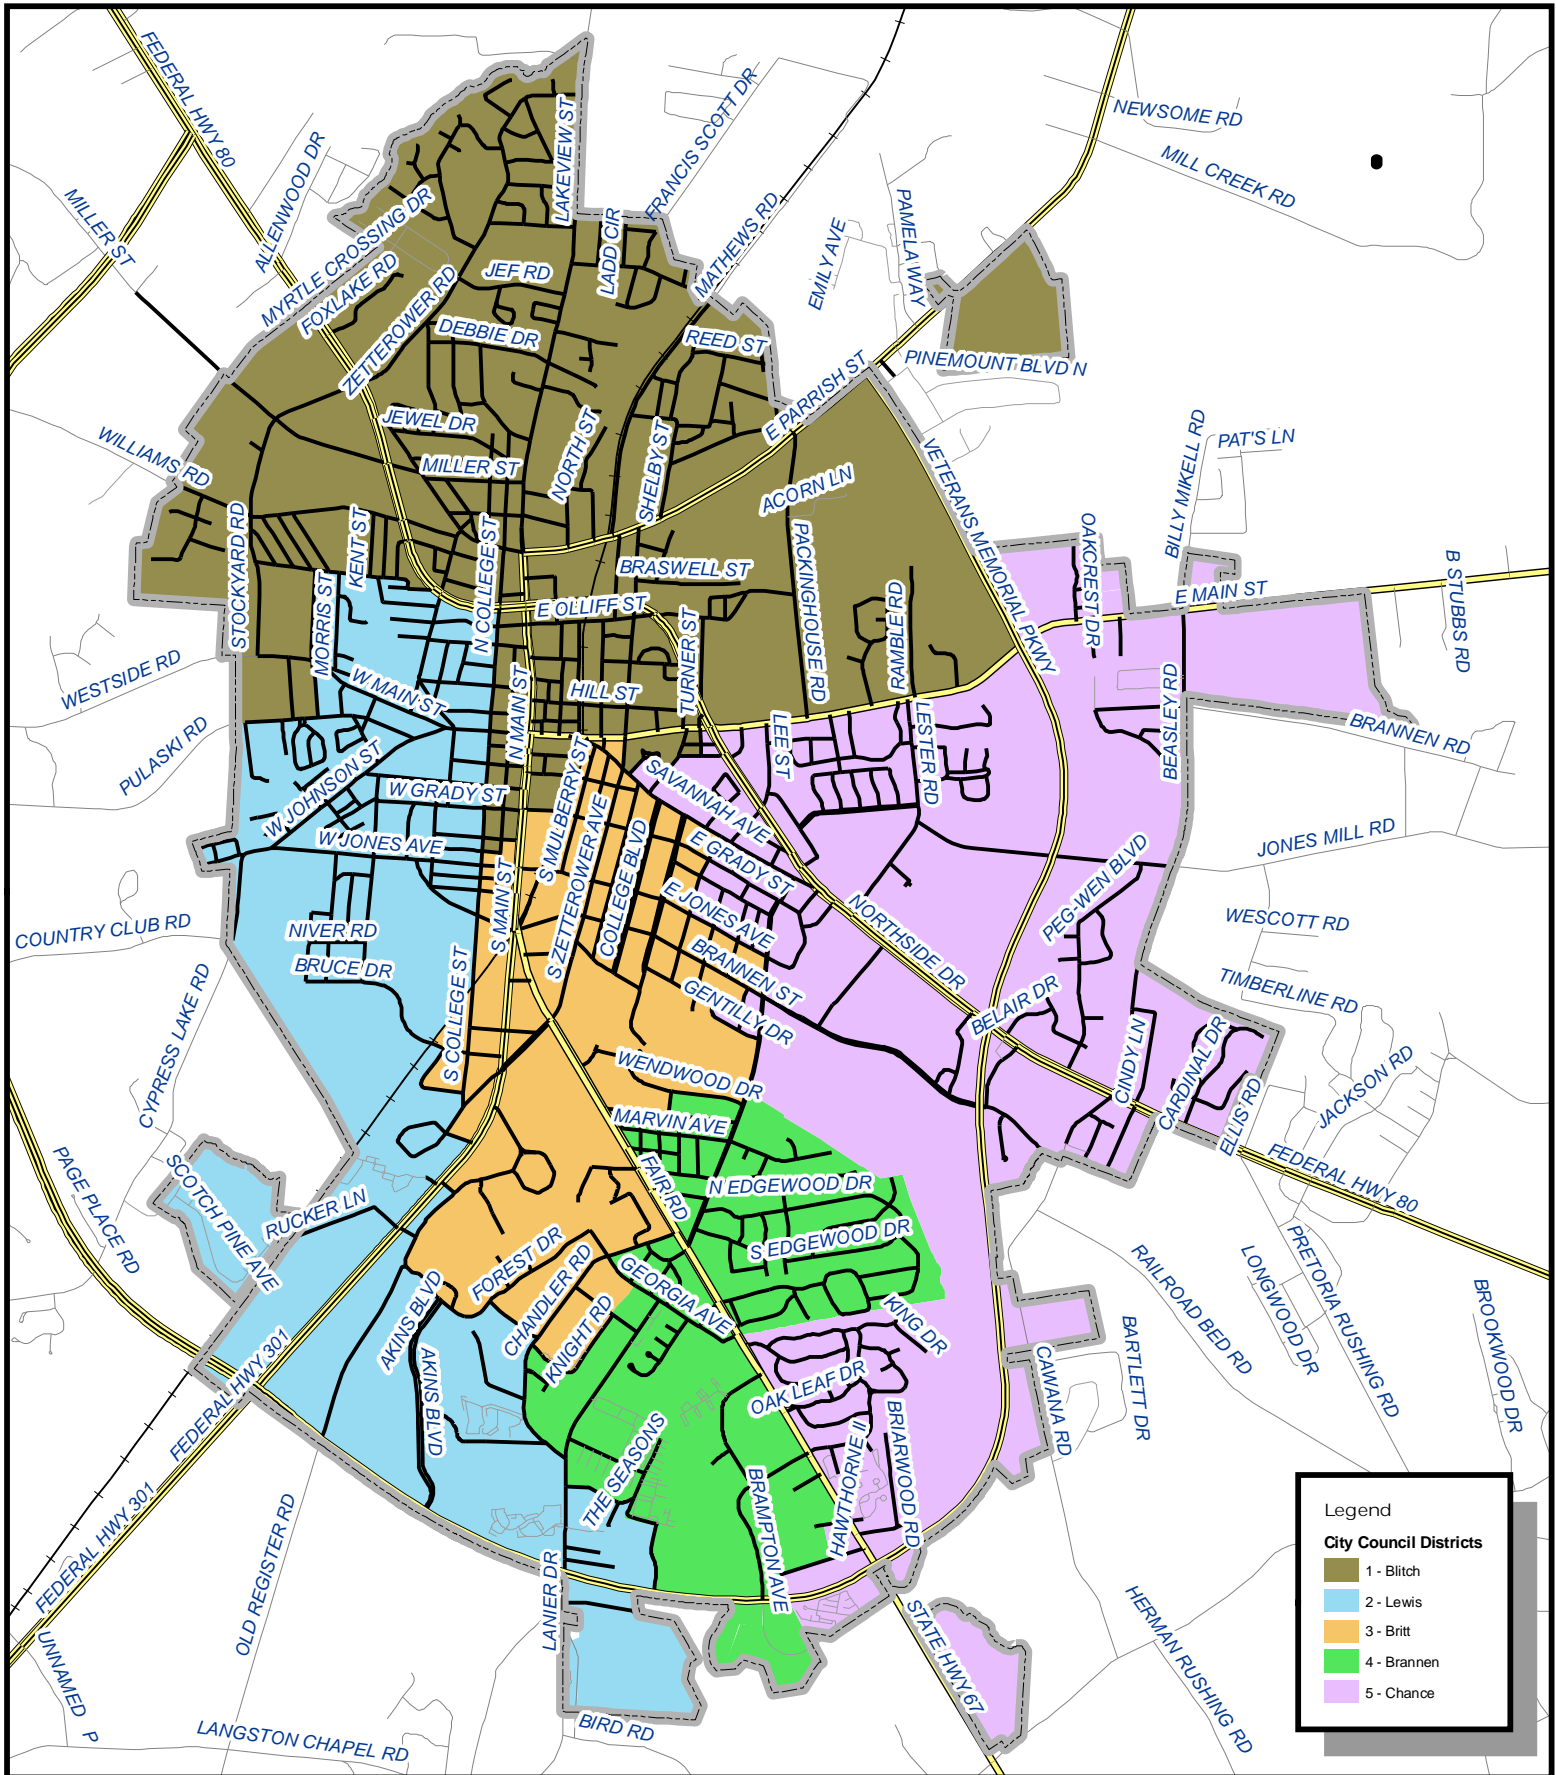 FEDERAL HWY 80
NEWSOME RD
MILL CREEK RD
FRANCIS SCOTT DR
LAKEVIEW ST
ALLENWOOD DR
MILLER ST
PAMELA WAY
EMILY AVE
MATHEWS RD
LADD CIR
MYRTLE CROSSING DR
FOXLAKE RD
ZETTEROWER RD
JEF RD
DEBBIE DR
REED ST
E PARRISH ST
PINEMOUNT BLVD N
JEWEL DR
MILLER ST
NORTH ST
SHELBY ST
ACORN LN
VETERANS MEMORIAL PKWY
BILLY MIKELL RD
PAT'S LN
WILLIAMS RD
STOCKYARD RD
KENT ST
N COLLEGE ST
BRASWELL ST
PACKINGHOUSE RD
OAKCREST DR
B STUBBS RD
E MAIN ST
E OLLIFF ST
MORRIS ST
TURNER ST
RAMBLE RD
WESTSIDE RD
W MAIN ST
N MAIN ST
HILL ST
LEE ST
LESTER RD
BEASLEY RD
BRANNEN RD
PULASKI RD
W JOHNSON ST
W GRADY ST
S MULBERRY ST
SAVANNAH AVE
W JONES AVE
S ZETTEROWER AVE
COLLEGE BLVD
E GRADY ST
JONES MILL RD
PEG-WEN BLVD
S MAIN ST
E JONES AVE
NORTHSIDE DR
WESCOTT RD
COUNTRY CLUB RD
NIVER RD
BRUCE DR
BRANNEN ST
GENTILLY DR
TIMBERLINE RD
BELAIR DR
CYPRESS LAKE RD
S COLLEGE ST
WENDWOOD DR
CINDY LN
CARDINAL DR
JACKSON RD
MARVIN AVE
ELLIS RD
FEDERAL HWY 80
PAGE PLACE RD
SCOTCH PINE AVE
RUCKER LN
FAIR RD
N EDGEWOOD DR
S EDGEWOOD DR
FOREST DR
CHANDLER RD
GEORGIA AVE
KNIGHT RD
KING DR
AKINS BLVD
AKINS BLVD
RAILROAD BED RD
LONGWOOD DR
PRETORIA RUSHING RD
BROOKWOOD DR
BARTLETT DR
CAWANA RD
OAK LEAF DR
FEDERAL HWY 301
FEDERAL HWY 301
THE SEASONS
HAWTHORNE II
BRIARWOOD RD
BRAMPTON AVE
OLD REGISTER RD
LANIER DR
STATE HWY 67
HERMAN RUSHING RD
UNNAMED P
LANGSTON CHAPEL RD
BIRD RD
Legend
City Council Districts
1 - Blitch
2 - Lewis
3 - Britt
4 - Brannen
5 - Chance